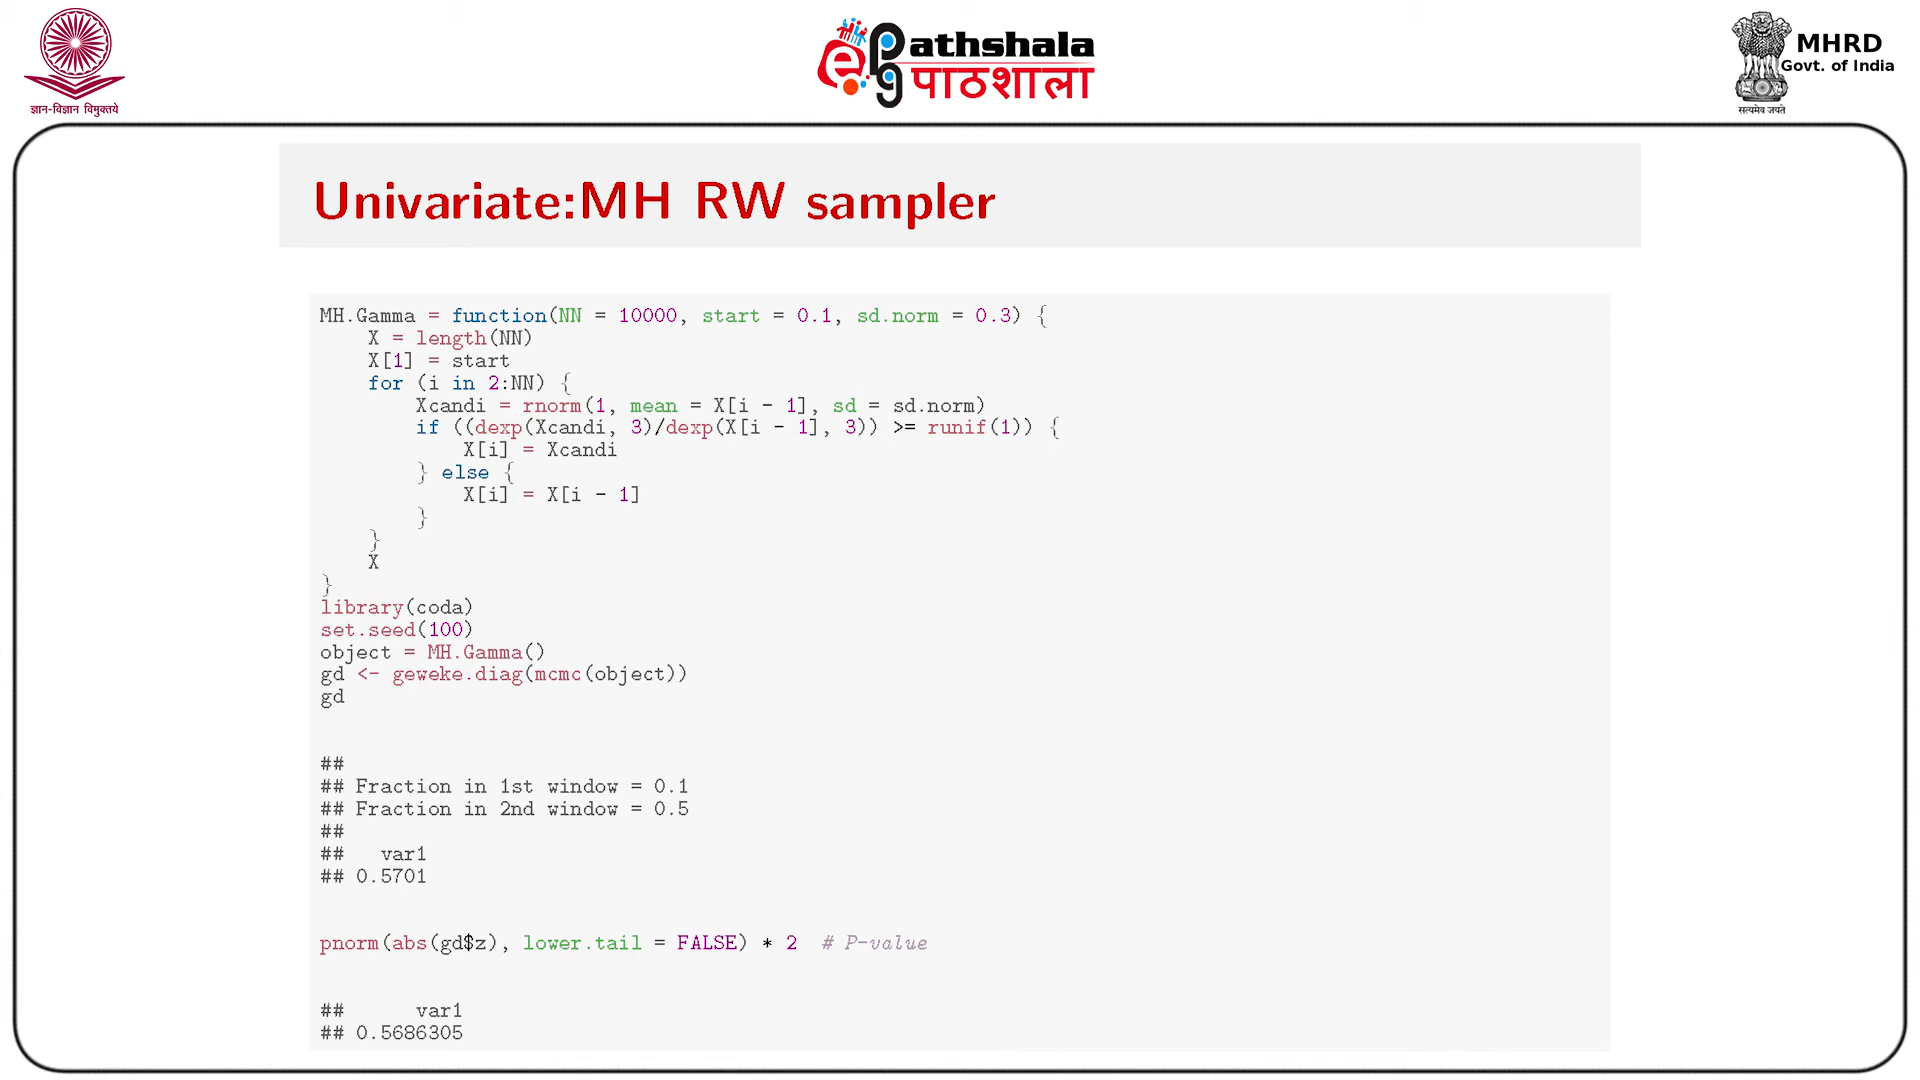 ज्ञान-विज्ञान विमुक्तये
ePg Pathshala
पाठशाला
MHRD
Govt. of India
सत्यमेव जयते
Univariate:MH RW sampler
MH.Gamma = function(NN = 10000, start = 0.1, sd.norm = 0.3) {
    X = length(NN)
    X[1] = start
    for (i in 2:NN) {
        Xcandi = rnorm(1, mean = X[i - 1], sd = sd.norm)
        if ((dexp(Xcandi, 3)/dexp(X[i - 1], 3)) >= runif(1)) {
            X[i] = Xcandi
        } else {
            X[i] = X[i - 1]
        }
    }
    X
}
library(coda)
set.seed(100)
object = MH.Gamma()
gd <- geweke.diag(mcmc(object))
gd
##
## Fraction in 1st window = 0.1
## Fraction in 2nd window = 0.5
##
##   var1
## 0.5701
pnorm(abs(gd$z), lower.tail = FALSE) * 2  # P-value
##      var1
## 0.5686305